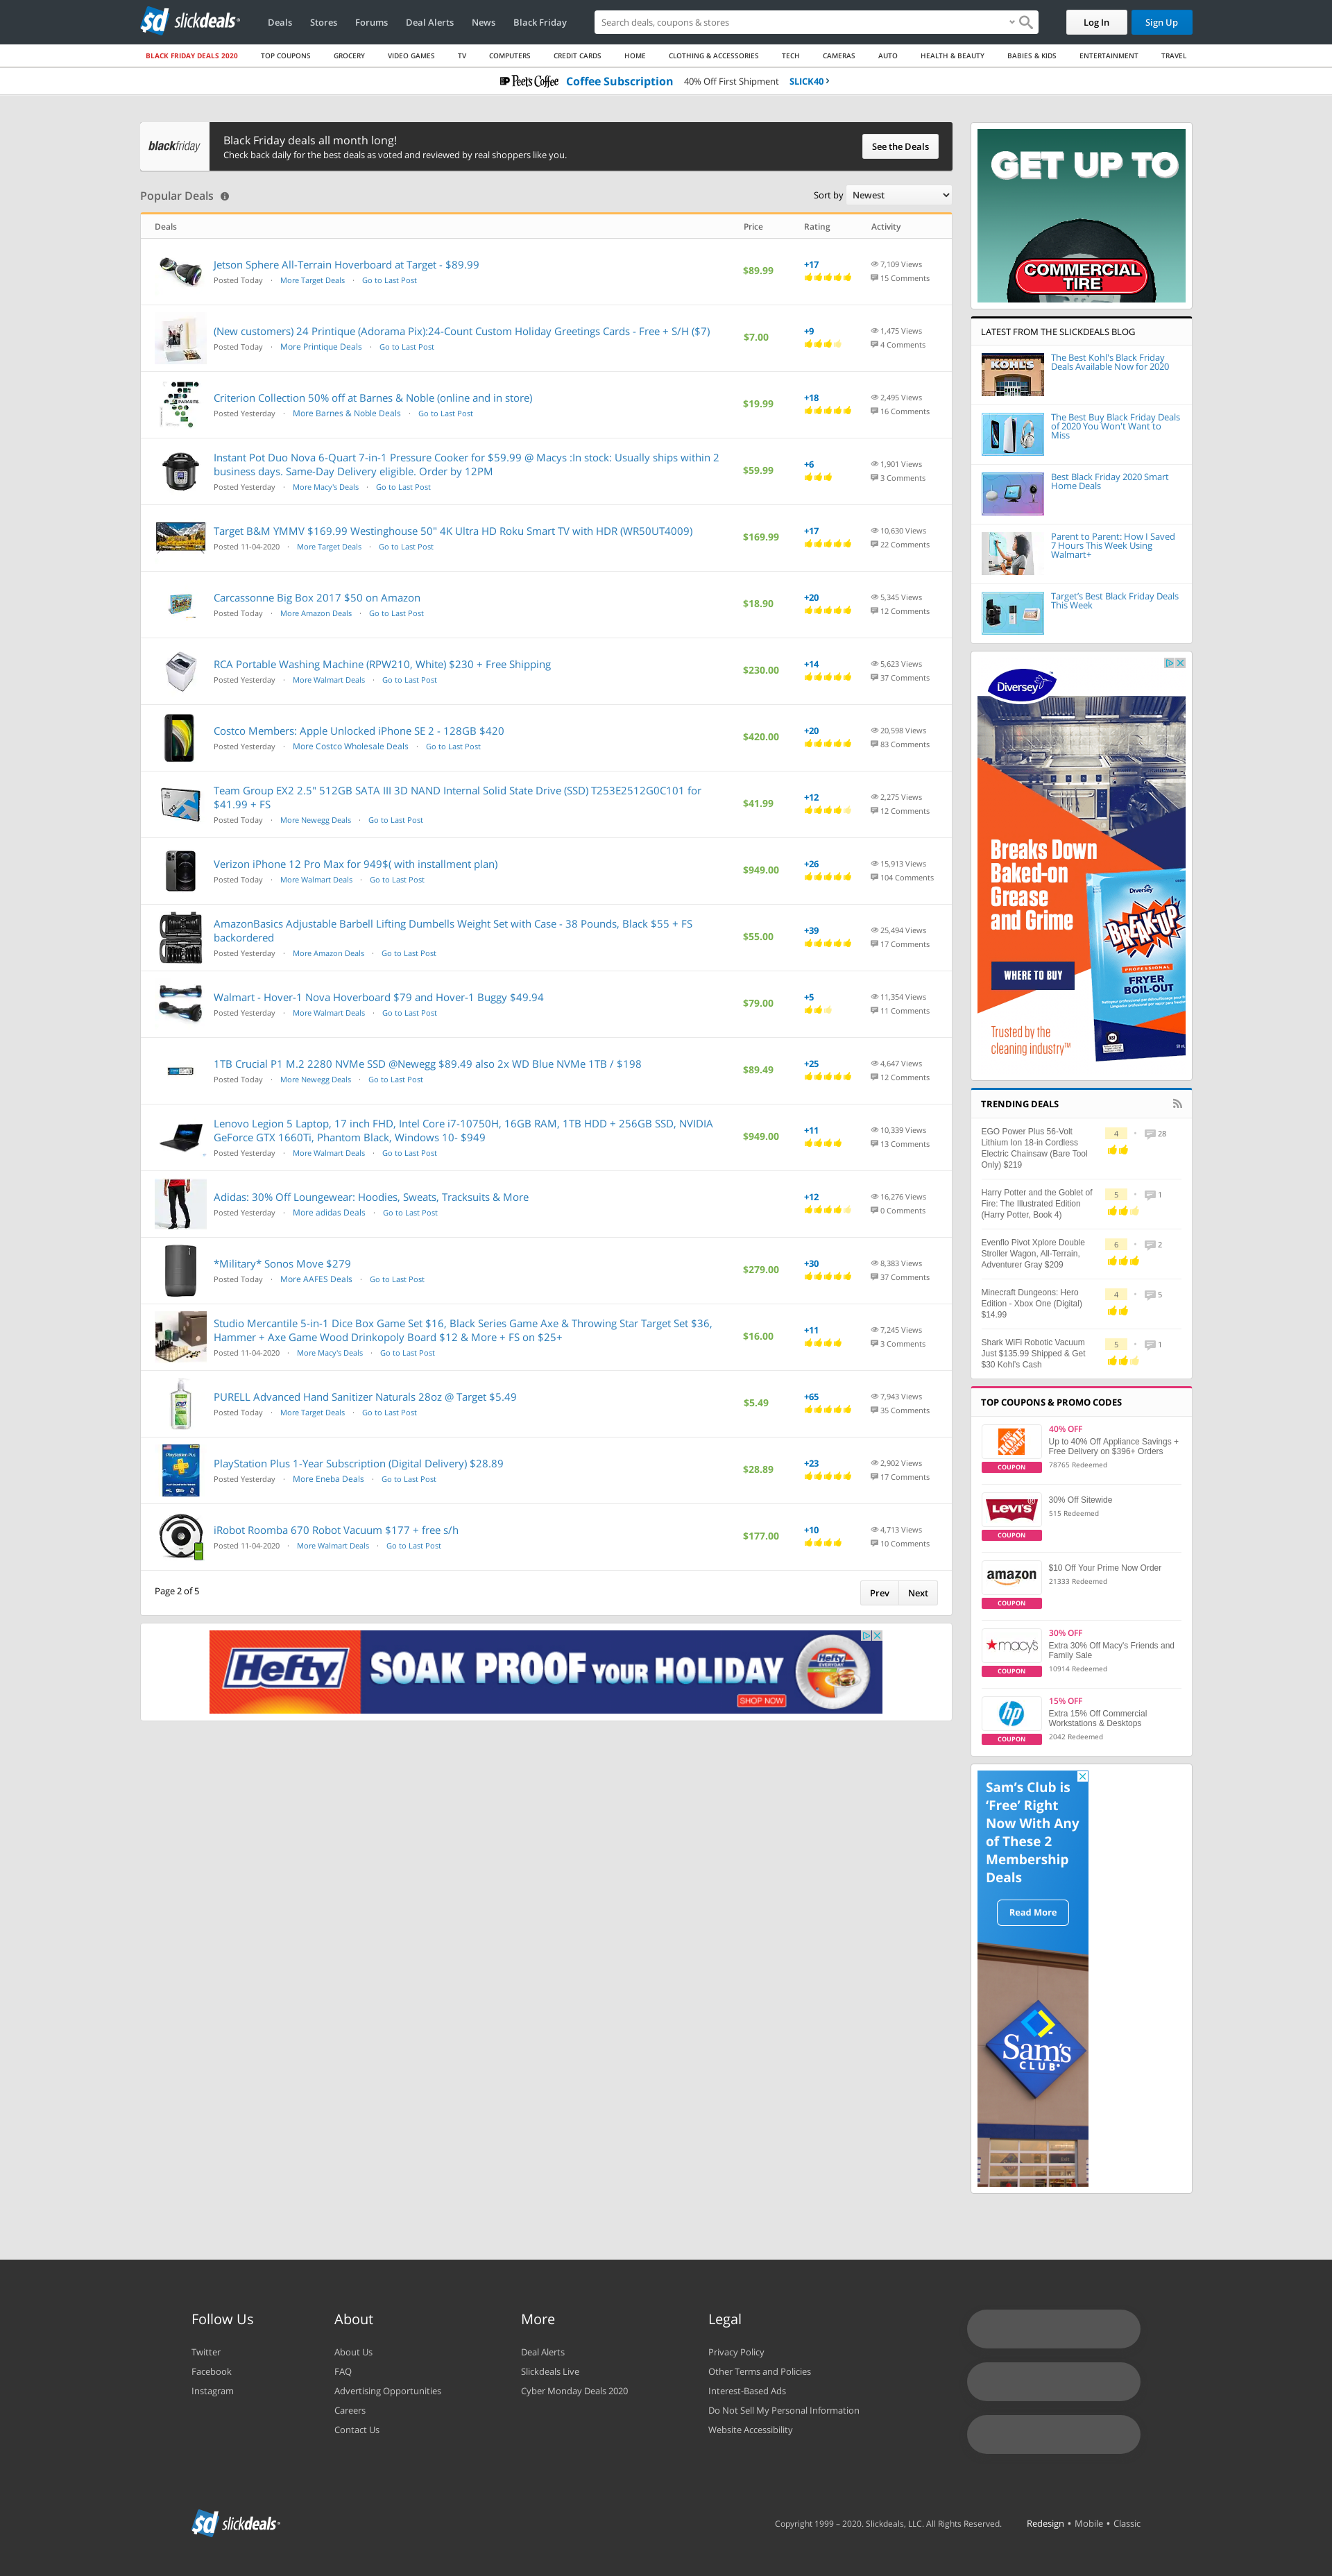 slickdeals
Deals
Stores
Forums
Deal Alerts
News
Black Friday
Search deals, coupons & stores
Log In
Sign Up
BLACK FRIDAY DEALS 2020
TOP COUPONS
GROCERY
VIDEO GAMES
TV
COMPUTERS
CREDIT CARDS
HOME
CLOTHING & ACCESSORIES
TECH
CAMERAS
AUTO
HEALTH & BEAUTY
BABIES & KIDS
ENTERTAINMENT
TRAVEL
Peet's Coffee
Coffee Subscription
40% Off First Shipment
SLICK40
blackfriday
Black Friday deals all month long!
Check back daily for the best deals as voted and reviewed by real shoppers like you.
See the Deals
Popular Deals
Sort by Newest
Deals Price Rating Activity
Jetson Sphere All-Terrain Hoverboard at Target - $89.99
Posted Today · More Target Deals · Go to Last Post
$89.99
+17
7,109 Views
15 Comments
(New customers) 24 Printique (Adorama Pix):24-Count Custom Holiday Greetings Cards - Free + S/H ($7)
Posted Today · More Printique Deals · Go to Last Post
$7.00
+9
1,475 Views
4 Comments
Criterion Collection 50% off at Barnes & Noble (online and in store)
Posted Yesterday · More Barnes & Noble Deals · Go to Last Post
$19.99
+18
2,495 Views
16 Comments
Instant Pot Duo Nova 6-Quart 7-in-1 Pressure Cooker for $59.99 @ Macys :In stock: Usually ships within 2
business days. Same-Day Delivery eligible. Order by 12PM
Posted Yesterday · More Macy's Deals · Go to Last Post
$59.99
+6
1,901 Views
3 Comments
Target B&M YMMV $169.99 Westinghouse 50" 4K Ultra HD Roku Smart TV with HDR (WR50UT4009)
Posted 11-04-2020 · More Target Deals · Go to Last Post
$169.99
+17
10,630 Views
22 Comments
Carcassonne Big Box 2017 $50 on Amazon
Posted Today · More Amazon Deals · Go to Last Post
$18.90
+20
5,345 Views
12 Comments
RCA Portable Washing Machine (RPW210, White) $230 + Free Shipping
Posted Yesterday · More Walmart Deals · Go to Last Post
$230.00
+14
5,623 Views
37 Comments
Costco Members: Apple Unlocked iPhone SE 2 - 128GB $420
Posted Yesterday · More Costco Wholesale Deals · Go to Last Post
$420.00
+20
20,598 Views
83 Comments
Team Group EX2 2.5" 512GB SATA III 3D NAND Internal Solid State Drive (SSD) T253E2512G0C101 for
$41.99 + FS
Posted Today · More Newegg Deals · Go to Last Post
$41.99
+12
2,275 Views
12 Comments
Verizon iPhone 12 Pro Max for 949$( with installment plan)
Posted Today · More Walmart Deals · Go to Last Post
$949.00
+26
15,913 Views
104 Comments
AmazonBasics Adjustable Barbell Lifting Dumbells Weight Set with Case - 38 Pounds, Black $55 + FS
backordered
Posted Yesterday · More Amazon Deals · Go to Last Post
$55.00
+39
25,494 Views
17 Comments
Walmart - Hover-1 Nova Hoverboard $79 and Hover-1 Buggy $49.94
Posted Yesterday · More Walmart Deals · Go to Last Post
$79.00
+5
11,354 Views
11 Comments
1TB Crucial P1 M.2 2280 NVMe SSD @Newegg $89.49 also 2x WD Blue NVMe 1TB / $198
Posted Today · More Newegg Deals · Go to Last Post
$89.49
+25
4,647 Views
12 Comments
Lenovo Legion 5 Laptop, 17 inch FHD, Intel Core i7-10750H, 16GB RAM, 1TB HDD + 256GB SSD, NVIDIA
GeForce GTX 1660Ti, Phantom Black, Windows 10- $949
Posted Yesterday · More Walmart Deals · Go to Last Post
$949.00
+11
10,339 Views
13 Comments
Adidas: 30% Off Loungewear: Hoodies, Sweats, Tracksuits & More
Posted Yesterday · More adidas Deals · Go to Last Post
+12
16,276 Views
0 Comments
*Military* Sonos Move $279
Posted Today · More AAFES Deals · Go to Last Post
$279.00
+30
8,383 Views
37 Comments
Studio Mercantile 5-in-1 Dice Box Game Set $16, Black Series Game Axe & Throwing Star Target Set $36,
Hammer + Axe Game Wood Drinkopoly Board $12 & More + FS on $25+
Posted 11-04-2020 · More Macy's Deals · Go to Last Post
$16.00
+11
7,245 Views
3 Comments
PURELL Advanced Hand Sanitizer Naturals 28oz @ Target $5.49
Posted Today · More Target Deals · Go to Last Post
$5.49
+65
7,943 Views
35 Comments
PlayStation Plus 1-Year Subscription (Digital Delivery) $28.89
Posted Yesterday · More Eneba Deals · Go to Last Post
$28.89
+23
2,902 Views
17 Comments
iRobot Roomba 670 Robot Vacuum $177 + free s/h
Posted 11-04-2020 · More Walmart Deals · Go to Last Post
$177.00
+10
4,713 Views
10 Comments
Page 2 of 5
Prev
Next
Hefty
SOAK PROOF YOUR HOLIDAY
Hefty
SHOP NOW
GET UP TO
COMMERCIAL
TIRE
LATEST FROM THE SLICKDEALS BLOG
KOHL'S
The Best Kohl's Black Friday
Deals Available Now for 2020
The Best Buy Black Friday Deals
of 2020 You Won't Want to
Miss
Best Black Friday 2020 Smart
Home Deals
Parent to Parent: How I Saved
7 Hours This Week Using
Walmart+
Target's Best Black Friday Deals
This Week
Diversey
Breaks Down
Baked-on
Grease
and Grime
WHERE TO BUY
Trusted by the
cleaning industry™
Diversey
BREAK-UP
PROFESSIONAL
FRYER
BOIL-OUT
TRENDING DEALS
EGO Power Plus 56-Volt
Lithium Ion 18-in Cordless
Electric Chainsaw (Bare Tool
Only) $219
4 • 28
Harry Potter and the Goblet of
Fire: The Illustrated Edition
(Harry Potter, Book 4)
5 • 1
Evenflo Pivot Xplore Double
Stroller Wagon, All-Terrain,
Adventurer Gray $209
6 • 2
Minecraft Dungeons: Hero
Edition - Xbox One (Digital)
$14.99
4 • 5
Shark WiFi Robotic Vacuum
Just $135.99 Shipped & Get
$30 Kohl's Cash
5 • 1
TOP COUPONS & PROMO CODES
COUPON
40% OFF
Up to 40% Off Appliance Savings +
Free Delivery on $396+ Orders
78765 Redeemed
LEVI'S
COUPON
30% Off Sitewide
515 Redeemed
amazon
COUPON
$10 Off Your Prime Now Order
21333 Redeemed
macy's
COUPON
30% OFF
Extra 30% Off Macy's Friends and
Family Sale
10914 Redeemed
hp
COUPON
15% OFF
Extra 15% Off Commercial
Workstations & Desktops
2042 Redeemed
Sam's Club is
'Free' Right
Now With Any
of These 2
Membership
Deals
Read More
Sam's
CLUB
Follow Us
Twitter
Facebook
Instagram
About
About Us
FAQ
Advertising Opportunities
Careers
Contact Us
More
Deal Alerts
Slickdeals Live
Cyber Monday Deals 2020
Legal
Privacy Policy
Other Terms and Policies
Interest-Based Ads
Do Not Sell My Personal Information
Website Accessibility
slickdeals
Copyright 1999 – 2020. Slickdeals, LLC. All Rights Reserved.
Redesign • Mobile • Classic